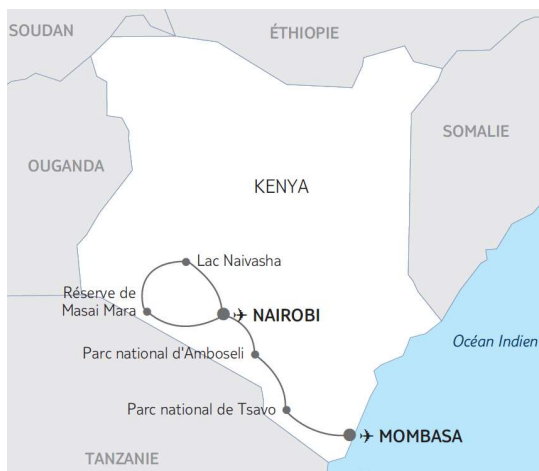 SOUDAN
ÉTHIOPIE
SOMALIE
OUGANDA
KENYA
Lac Naivasha
Réserve de
Masai Mara
NAIROBI
Océan Indien
Parc national d'Amboseli
Parc national de Tsavo
MOMBASA
TANZANIE